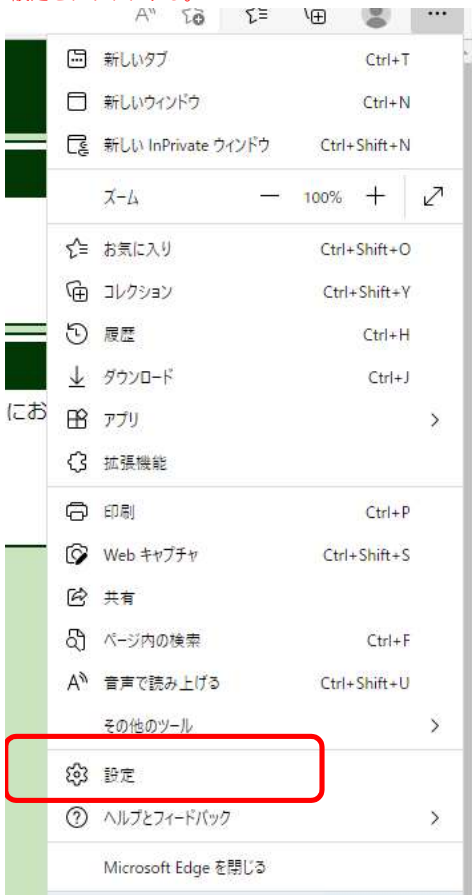 新しいタブ Ctrl+T
新しいウィンドウ Ctrl+N
新しい InPrivate ウィンドウ Ctrl+Shift+N
ズーム 100%
お気に入り Ctrl+Shift+O
コレクション Ctrl+Shift+Y
履歴 Ctrl+H
ダウンロード Ctrl+J
にお
アプリ
拡張機能
印刷 Ctrl+P
Web キャプチャ Ctrl+Shift+S
共有
ページ内の検索 Ctrl+F
音声で読み上げる Ctrl+Shift+U
その他のツール
設定
ヘルプとフィードバック
Microsoft Edge を閉じる